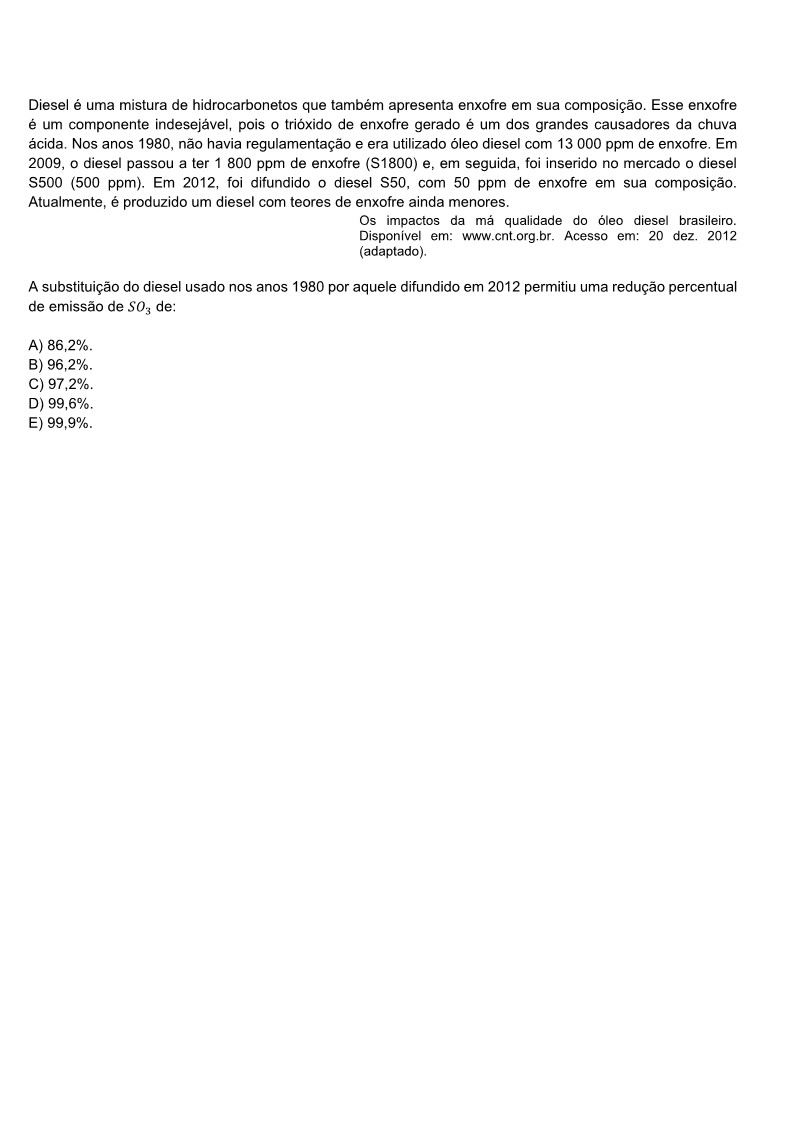 Diesel é uma mistura de hidrocarbonetos que também apresenta enxofre em sua composição. Esse enxofre
é um componente indesejável, pois o trióxido de enxofre gerado é um dos grandes causadores da chuva
ácida. Nos anos 1980, não havia regulamentação e era utilizado óleo diesel com 13 000 ppm de enxofre. Em
2009, o diesel passou a ter 1 800 ppm de enxofre (S1800) e, em seguida, foi inserido no mercado o diesel
S500 (500 ppm). Em 2012, foi difundido o diesel S50, com 50 ppm de enxofre em sua composição.
Atualmente, é produzido um diesel com teores de enxofre ainda menores.
Os impactos da má qualidade do óleo diesel brasileiro.
Disponível em: www.cnt.org.br. Acesso em: 20 dez. 2012
(adaptado).
A substituição do diesel usado nos anos 1980 por aquele difundido em 2012 permitiu uma redução percentual
de emissão de SO₃ de:
A) 86,2%.
B) 96,2%.
C) 97,2%.
D) 99,6%.
E) 99,9%.